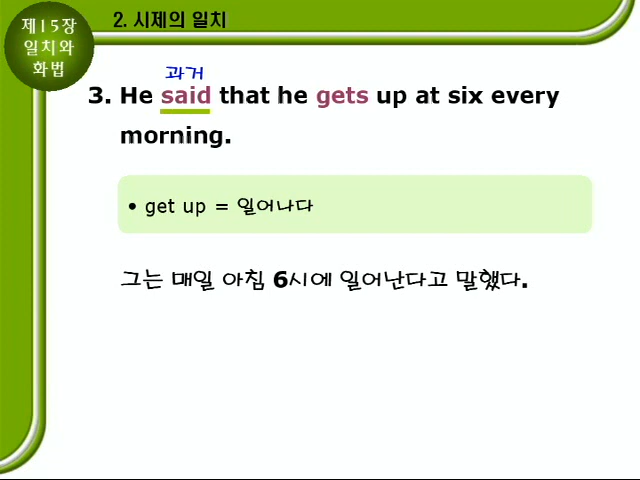 제15장
일치와
화법
2. 시제의 일치
과거
3. He said that he gets up at six every
morning.
• get up = 일어나다
그는 매일 아침 6시에 일어난다고 말했다.